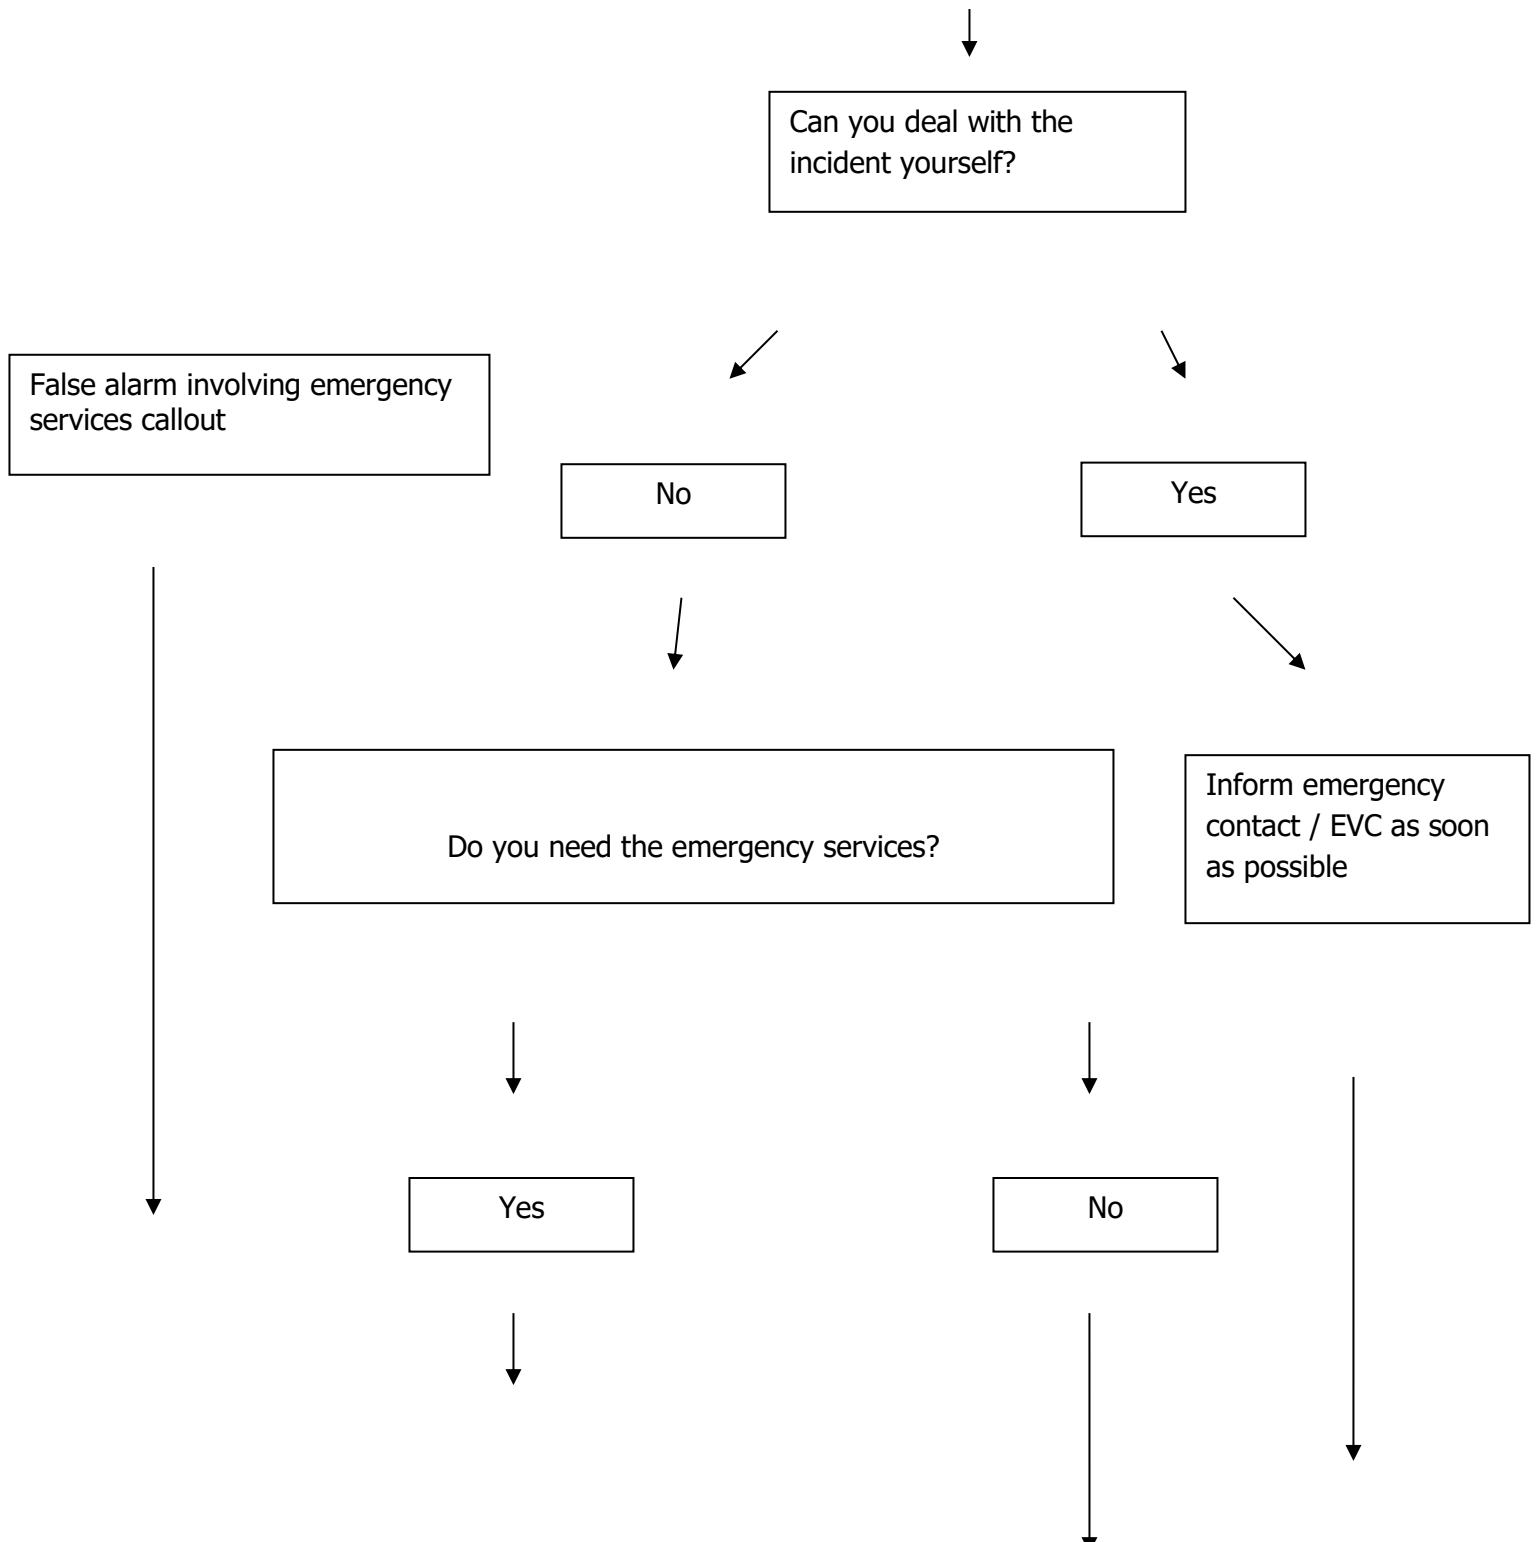 Can you deal with the
incident yourself?
False alarm involving emergency
services callout
No
Yes
Do you need the emergency services?
Inform emergency
contact / EVC as soon
as possible
Yes
No